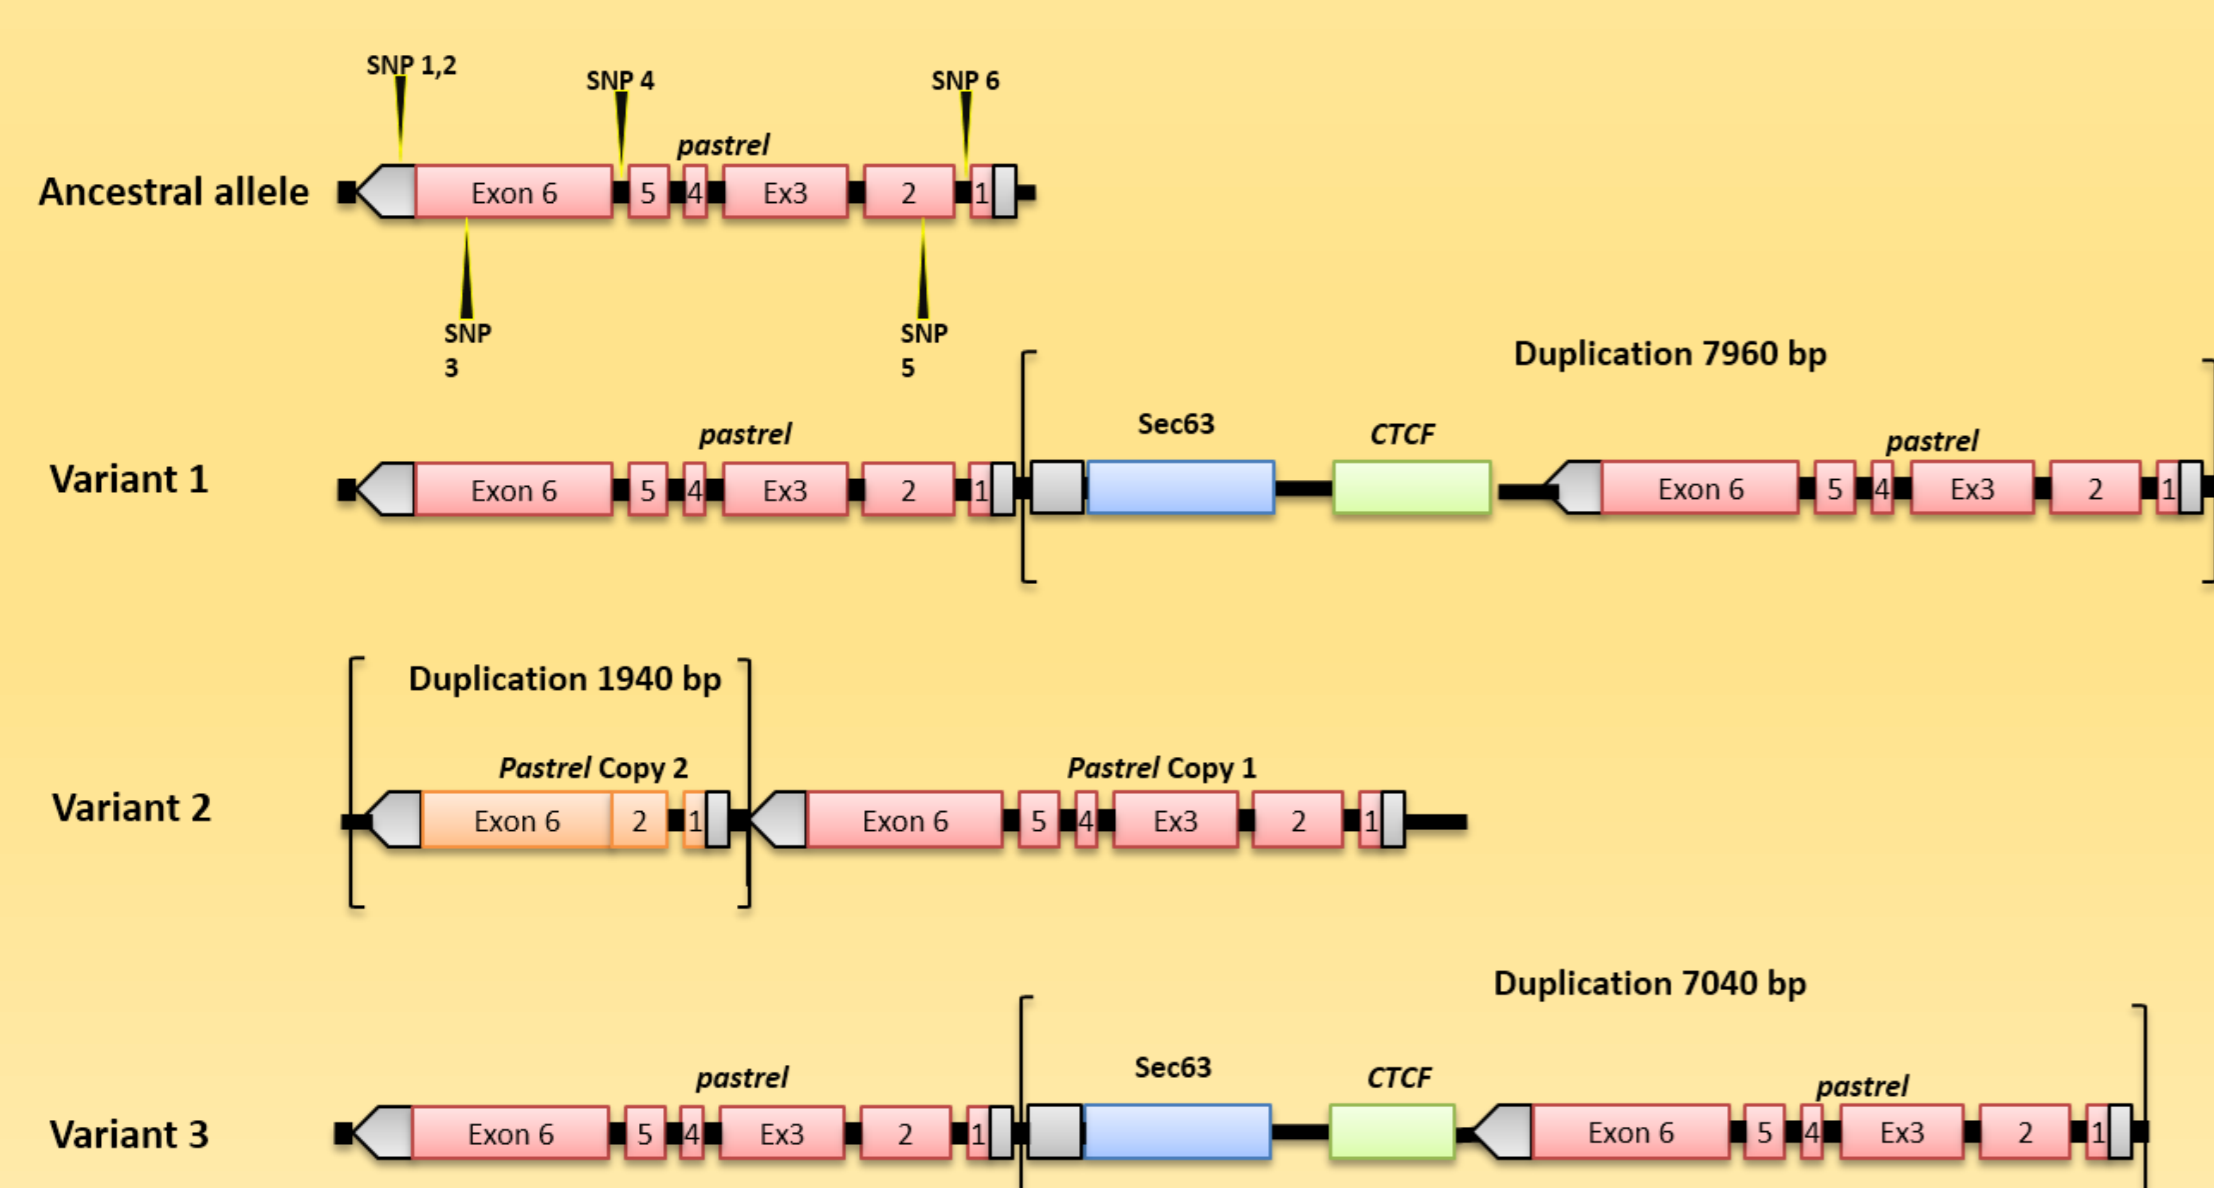 SNP 1,2
SNP 4
SNP 6
pastrel
Ancestral allele
Exon 6 5 4 Ex3 2 1
SNP
3
SNP
5
Duplication 7960 bp
Sec63
CTCF
pastrel
pastrel
Variant 1
Exon 6 5 4 Ex3 2 1
Exon 6 5 4 Ex3 2 1
Duplication 1940 bp
Pastrel Copy 2
Pastrel Copy 1
Variant 2
Exon 6 2 1
Exon 6 5 4 Ex3 2 1
Duplication 7040 bp
Sec63
CTCF
pastrel
pastrel
Variant 3
Exon 6 5 4 Ex3 2 1
Exon 6 5 4 Ex3 2 1